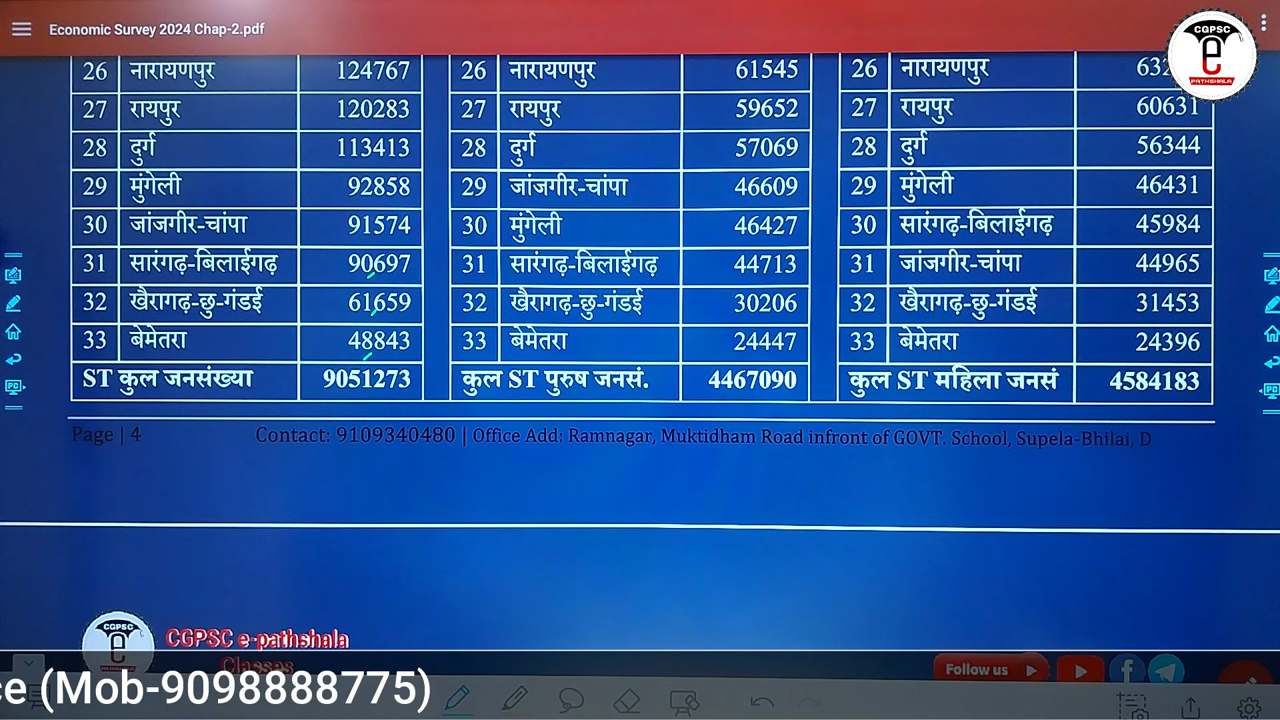 Economic Survey 2024 Chap-2.pdf
CGPSC
e
PATHSHALA
26 नारायणपुर 124767 26 नारायणपुर 61545 26 नारायणपुर
27 रायपुर 120283 27 रायपुर 59652 27 रायपुर 60631
28 दुर्ग 113413 28 दुर्ग 57069 28 दुर्ग 56344
29 मुंगेली 92858 29 जांजगीर-चांपा 46609 29 मुंगेली 46431
30 जांजगीर-चांपा 91574 30 मुंगेली 46427 30 सारंगढ़-बिलाईगढ़ 45984
31 सारंगढ़-बिलाईगढ़ 90697 31 सारंगढ़-बिलाईगढ़ 44713 31 जांजगीर-चांपा 44965
32 खैरागढ़-छु-गंडई 61659 32 खैरागढ़-छु-गंडई 30206 32 खैरागढ़-छु-गंडई 31453
33 बेमेतरा 48843 33 बेमेतरा 24447 33 बेमेतरा 24396
ST कुल जनसंख्या 9051273 कुल ST पुरुष जनसं. 4467090 कुल ST महिला जनसं 4584183
Page | 4 Contact: 9109340480 | Office Add: Ramnagar, Muktidham Road infront of GOVT. School, Supela-Bhilai, D
CGPSC
e
CGPSC e-pathshala
Classes
Follow us
ce (Mob-9098888775)